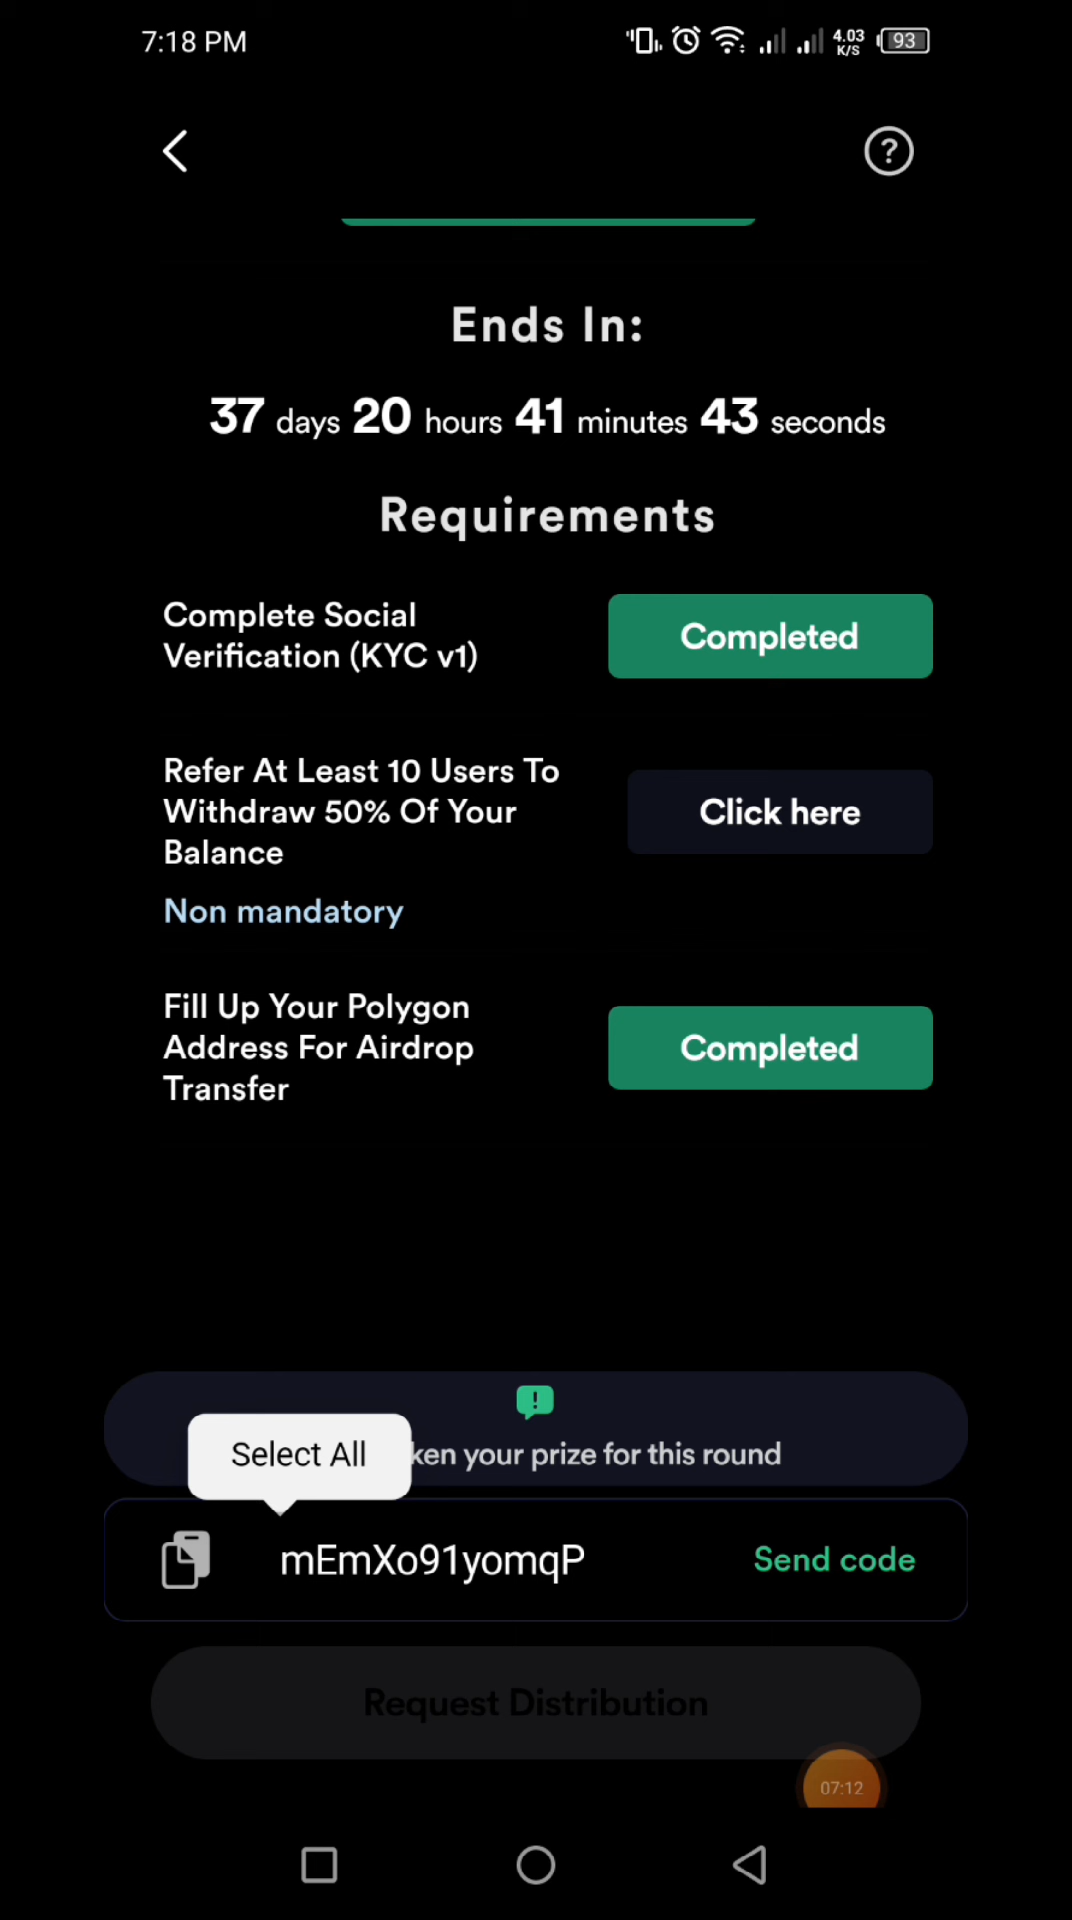 7:18 PM
4.03
K/S
93
?
Ends In:
37 days 20 hours 41 minutes 43 seconds
Requirements
Complete Social
Verification (KYC v1)
Completed
Refer At Least 10 Users To
Withdraw 50% Of Your
Balance
Click here
Non mandatory
Fill Up Your Polygon
Address For Airdrop
Transfer
Completed
Select All
your prize for this round
mEmXo91yomqP
Send code
Request Distribution
07:12